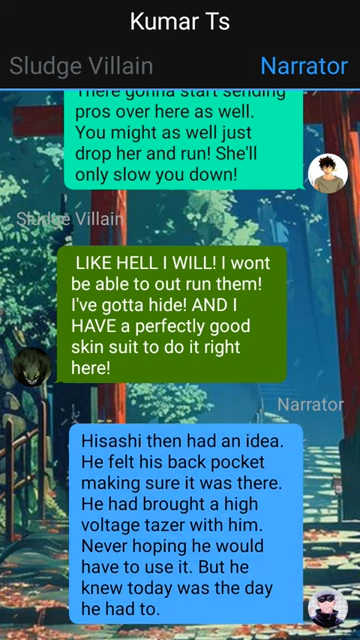 Kumar Ts
Sludge Villain
Narrator
There gonna start sending
pros over here as well.
You might as well just
drop her and run! She'll
only slow you down!
Sludge Villain
LIKE HELL I WILL! I wont
be able to out run them!
I've gotta hide! AND I
HAVE a perfectly good
skin suit to do it right
here!
Narrator
Hisashi then had an idea.
He felt his back pocket
making sure it was there.
He had brought a high
voltage tazer with him.
Never hoping he would
have to use it. But he
knew today was the day
he had to.